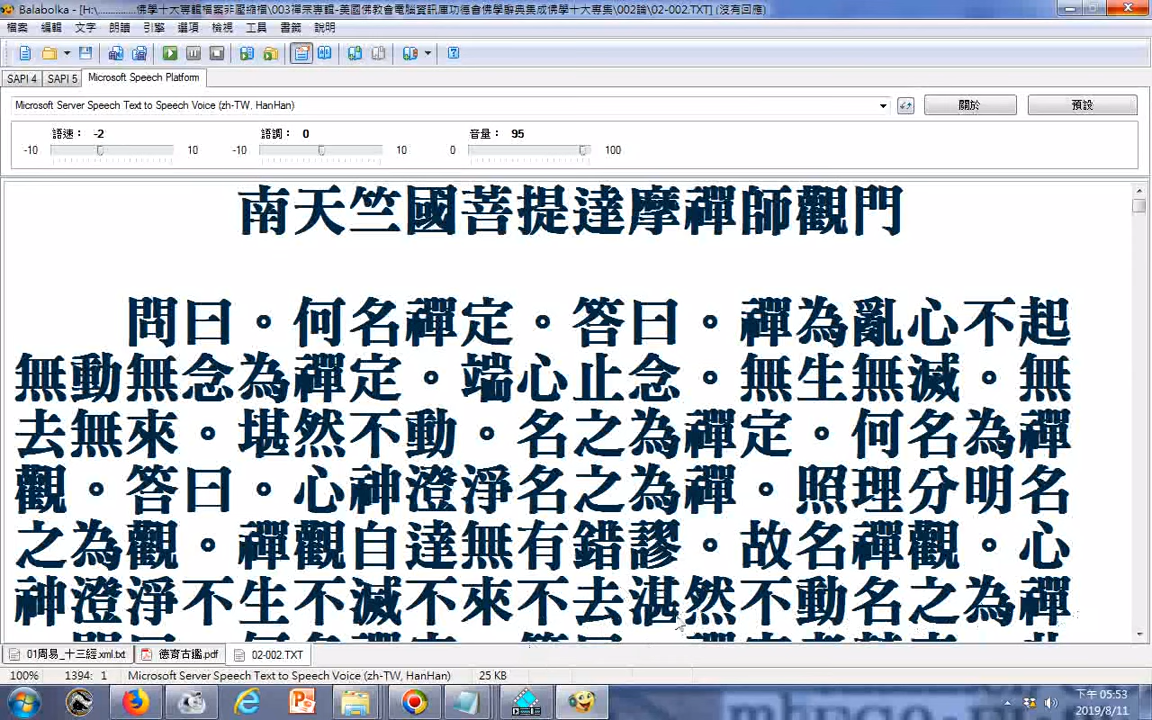 Balabolka - [H:\..............佛學十大專輯檔案非壓縮檔\003禪宗專輯-美國佛教會電腦資訊庫功德會佛學辭典集成佛學十大專集\002論\02-002.TXT] (沒有回應)
檔案 編輯 文字 朗讀 引擎 選項 檢視 工具 書籤 說明
SAPI 4 SAPI 5 Microsoft Speech Platform
Microsoft Server Speech Text to Speech Voice (zh-TW, HanHan) 關於 預設
語速： -2 語調： 0 音量： 95
-10 10 -10 10 0 100
南天竺國菩提達摩禪師觀門
問曰。何名禪定。答曰。禪為亂心不起
無動無念為禪定。端心止念。無生無滅。無
去無來。堪然不動。名之為禪定。何名為禪
觀。答曰。心神澄淨名之為禪。照理分明名
之為觀。禪觀自達無有錯謬。故名禪觀。心
神澄淨不生不滅不來不去湛然不動名之為禪
01周易_十三經.xml.txt 德育古鑑.pdf 02-002.TXT
100% 1394: 1 Microsoft Server Speech Text to Speech Voice (zh-TW, HanHan) 25 KB
下午 05:53
2019/8/11